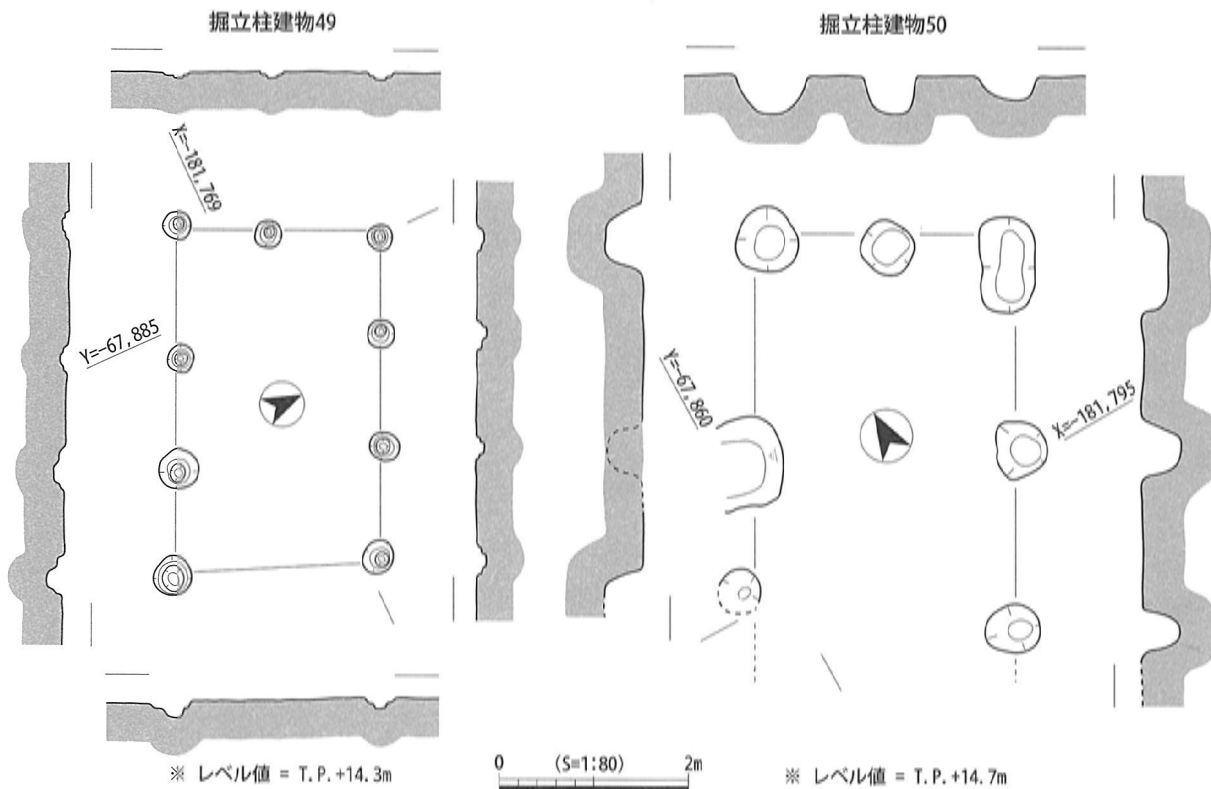 掘立柱建物49
掘立柱建物50
X=-181,769
Y=-67,885
Y=-67,860
X=-181,795
※ レベル値 = T.P.+14.3m
0 (S=1:80) 2m
※ レベル値 = T.P.+14.7m